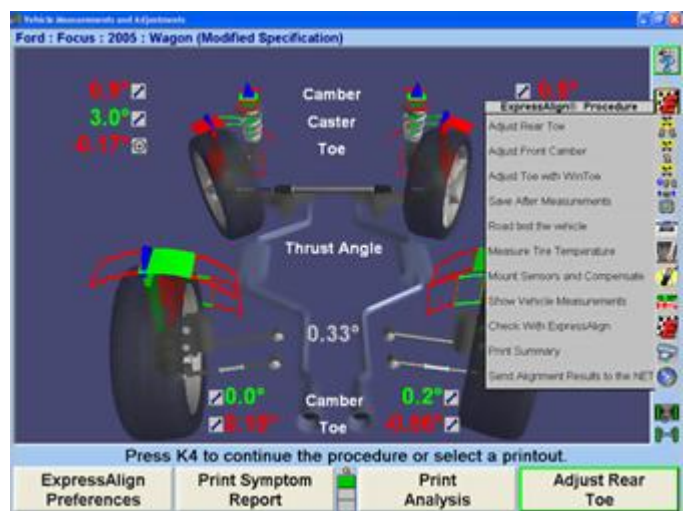 Vehicle Measurements and Adjustments
Ford : Focus : 2005 : Wagon (Modified Specification)
Camber
3.0° Caster
-0.17° Toe
ExpressAlign® Procedure
Adjust Rear Toe
Adjust Front Camber
Adjust Toe with WinToe
Save After Measurements
Road test the vehicle
Measure Tire Temperature
Mount Sensors and Compensate
Show Vehicle Measurements
Check With ExpressAlign
Print Summary
Send Alignment Results to the NET
Thrust Angle
0.33°
0.0° Camber 0.2°
Toe
Press K4 to continue the procedure or select a printout.
ExpressAlign Preferences
Print Symptom Report
Print Analysis
Adjust Rear Toe